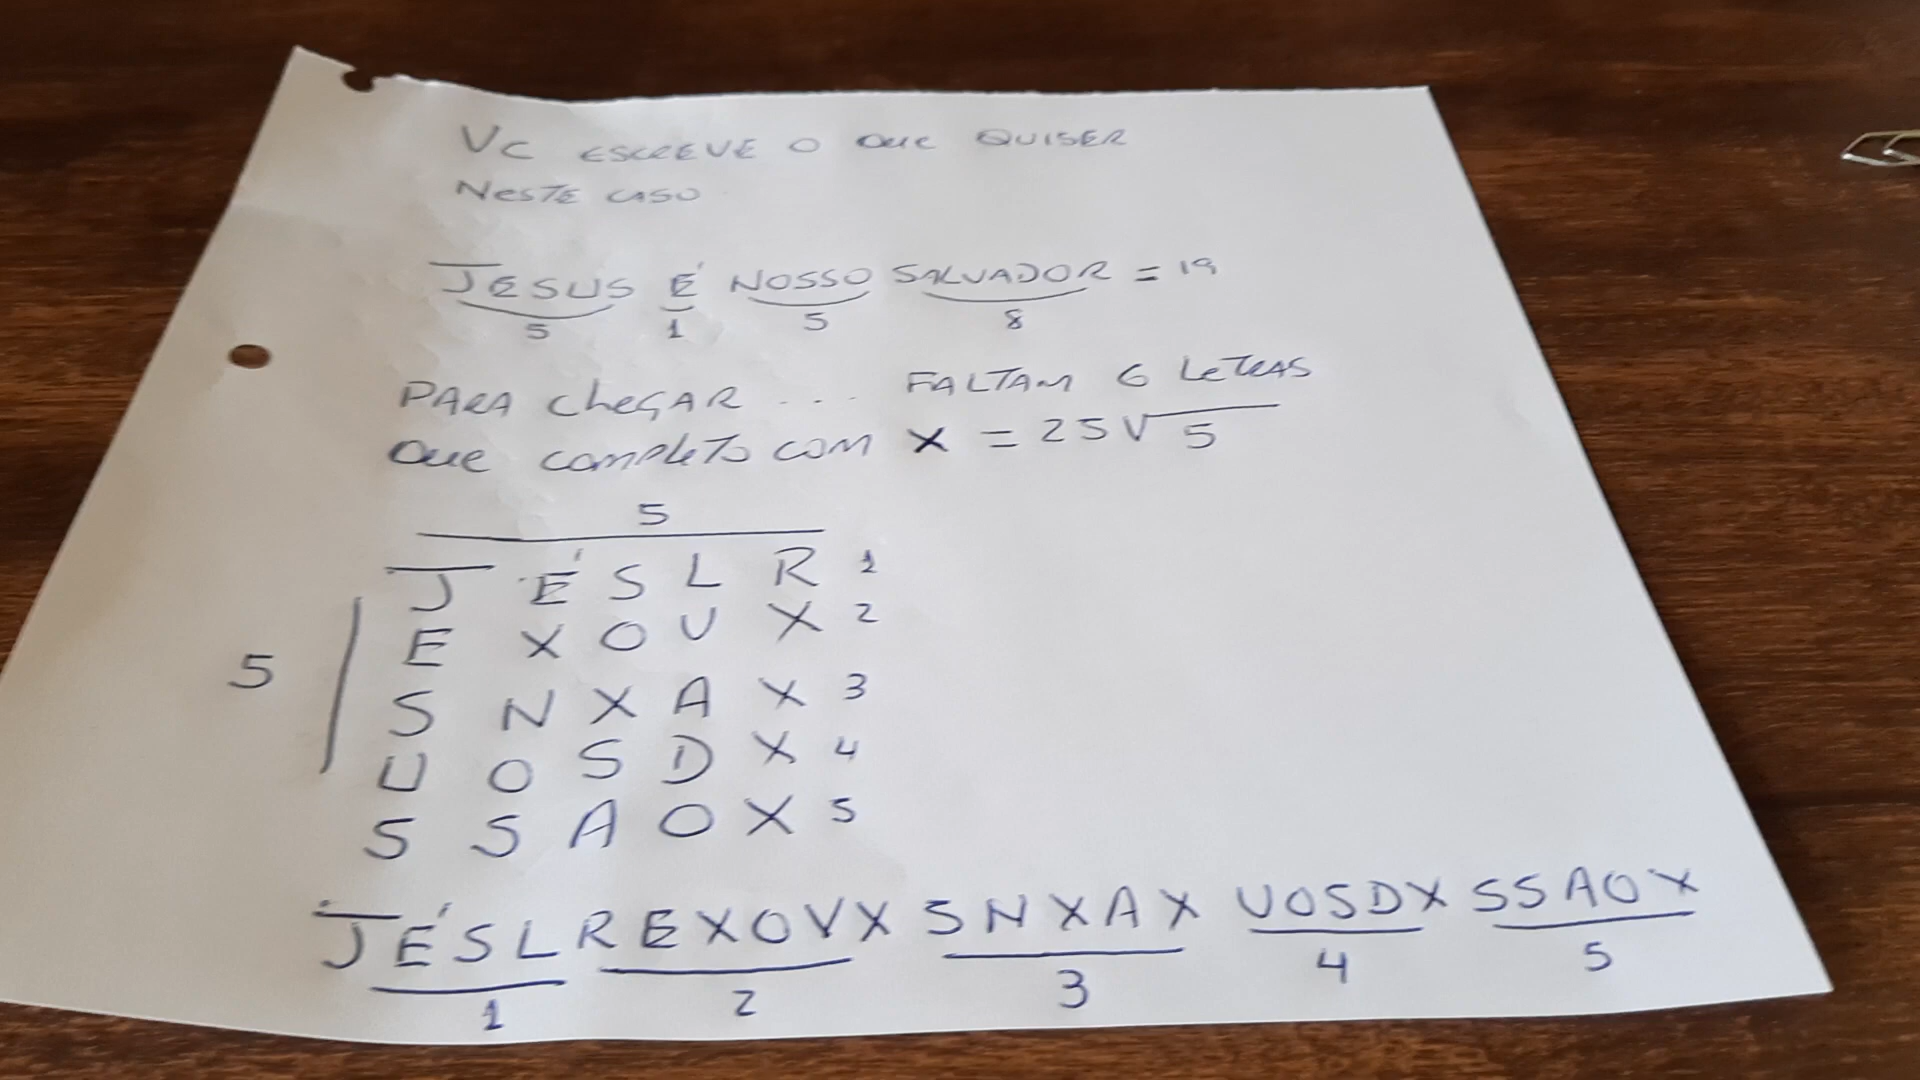 Vc ESCREVE O QUE QUISER
NESTE CASO
JESUS É NOSSO SALVADOR = 19
5 1 5 8
PARA CHEGAR ... FALTAM 6 LETRAS
QUE COMPLETO COM X = 25√5
5
J É S L R 1
E X O V X 2
5 S N X A X 3
U O S D X 4
S S A O X 5
JÉSLR EXOVX SNXAX UOSDX SSAOX
1 2 3 4 5